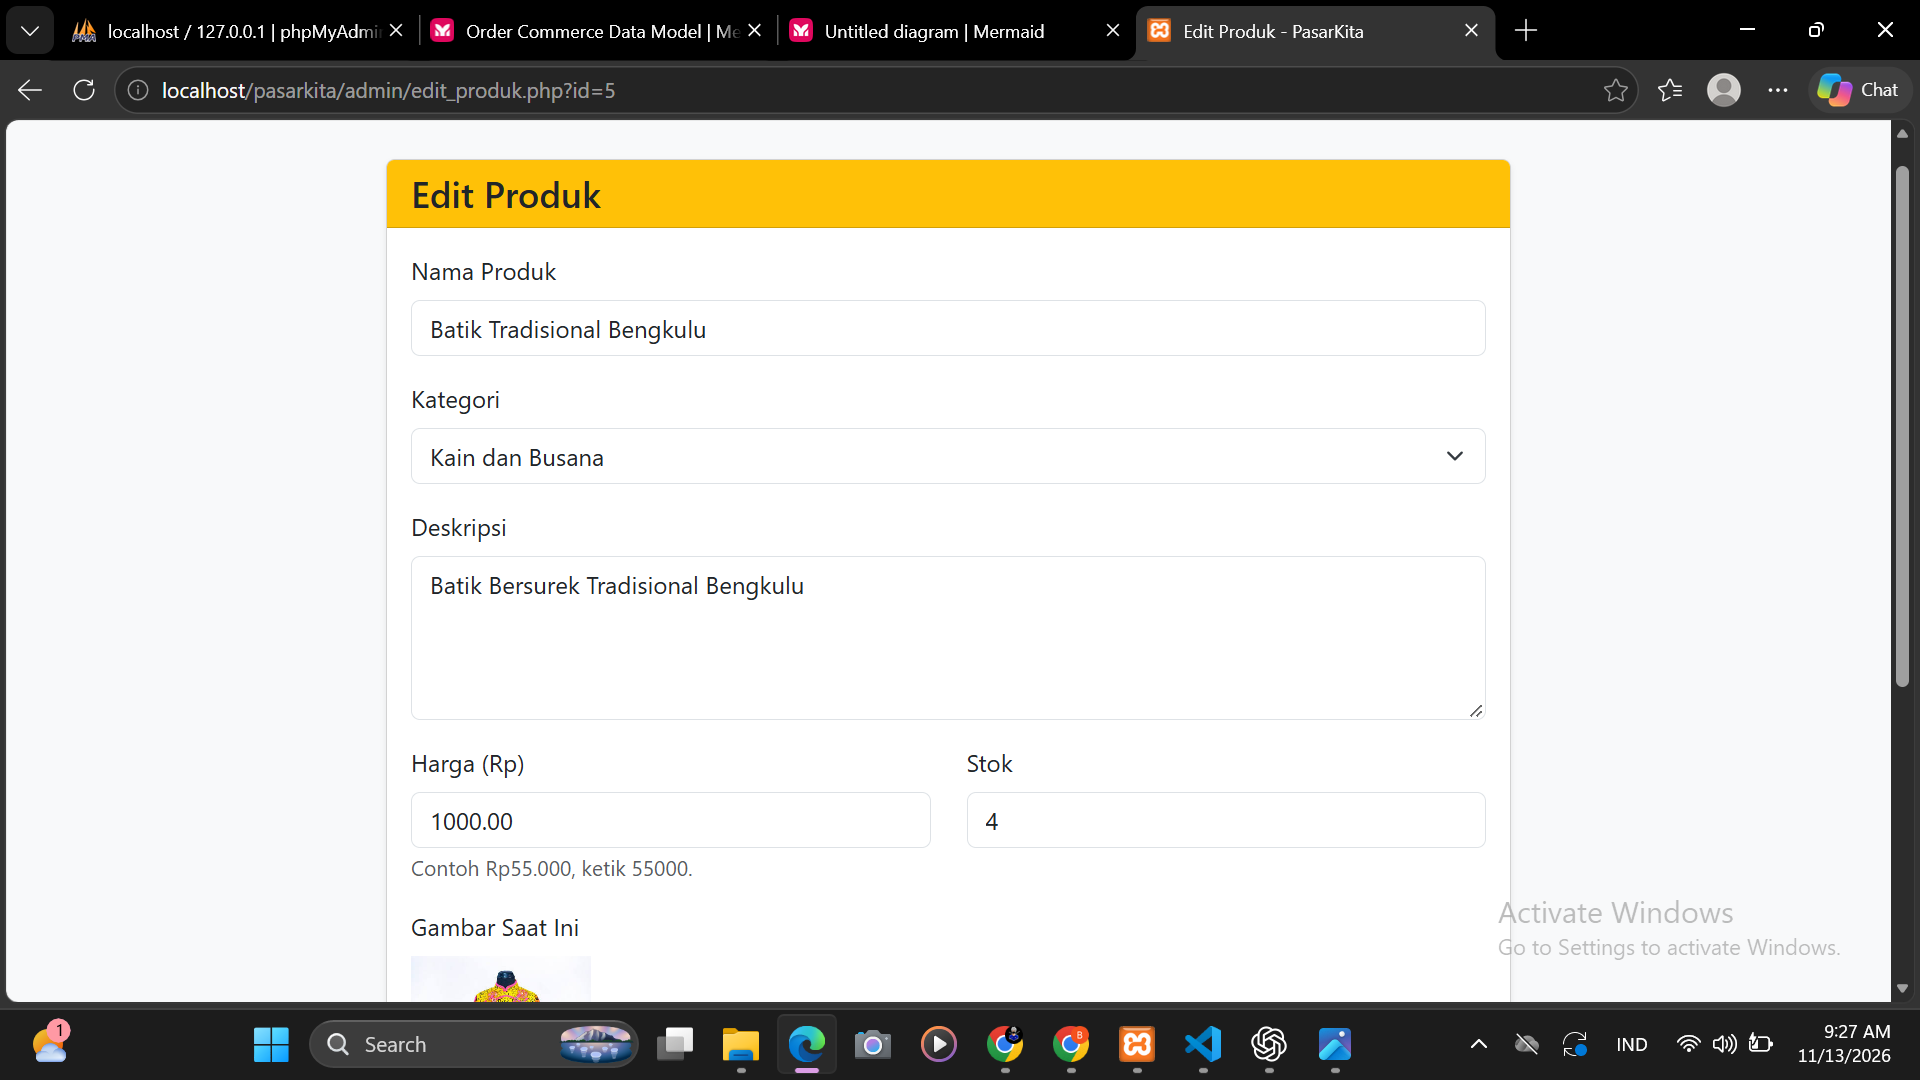 localhost / 127.0.0.1 | phpMyAdmi
Order Commerce Data Model | Me
Untitled diagram | Mermaid
Edit Produk - PasarKita
localhost/pasarkita/admin/edit_produk.php?id=5
Chat
Edit Produk
Nama Produk
Batik Tradisional Bengkulu
Kategori
Kain dan Busana
Deskripsi
Batik Bersurek Tradisional Bengkulu
Harga (Rp)
Stok
1000.00
4
Contoh Rp55.000, ketik 55000.
Gambar Saat Ini
Activate Windows
Go to Settings to activate Windows.
1
Search
IND
9:27 AM
11/13/2026